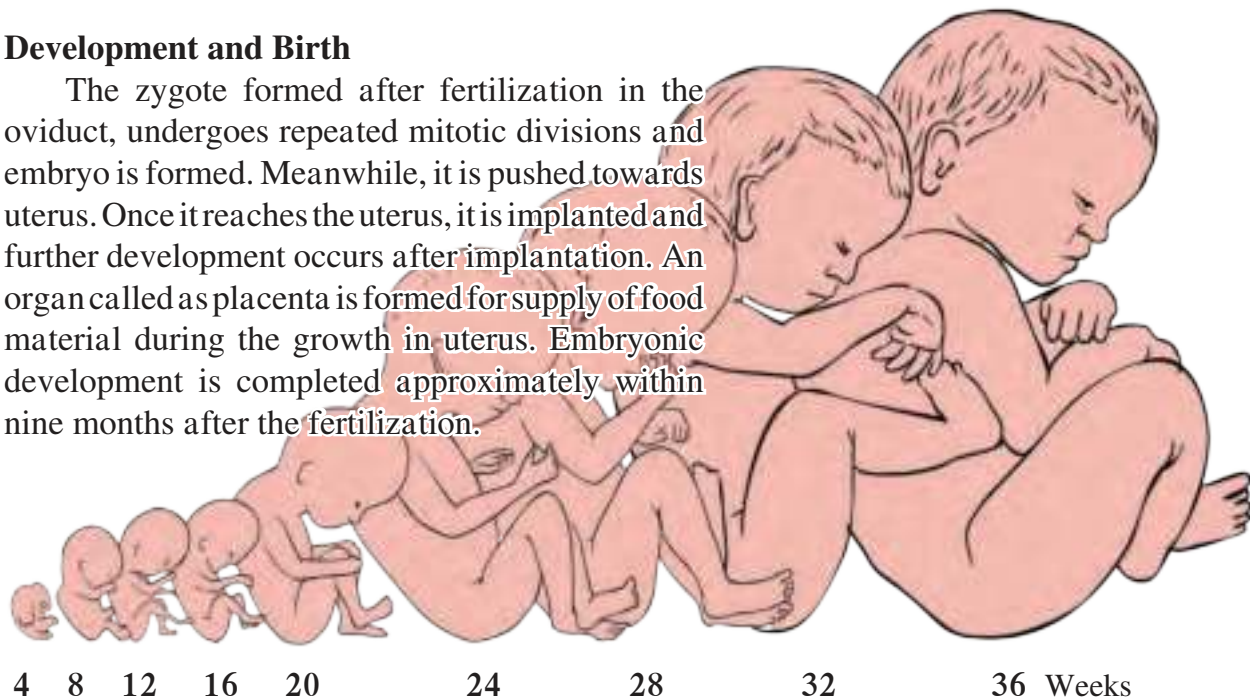 Development and Birth
The zygote formed after fertilization in the
oviduct, undergoes repeated mitotic divisions and
embryo is formed. Meanwhile, it is pushed towards
uterus. Once it reaches the uterus, it is implanted and
further development occurs after implantation. An
organ called as placenta is formed for supply of food
material during the growth in uterus. Embryonic
development is completed approximately within
nine months after the fertilization.
4 8 12 16 20 24 28 32 36 Weeks